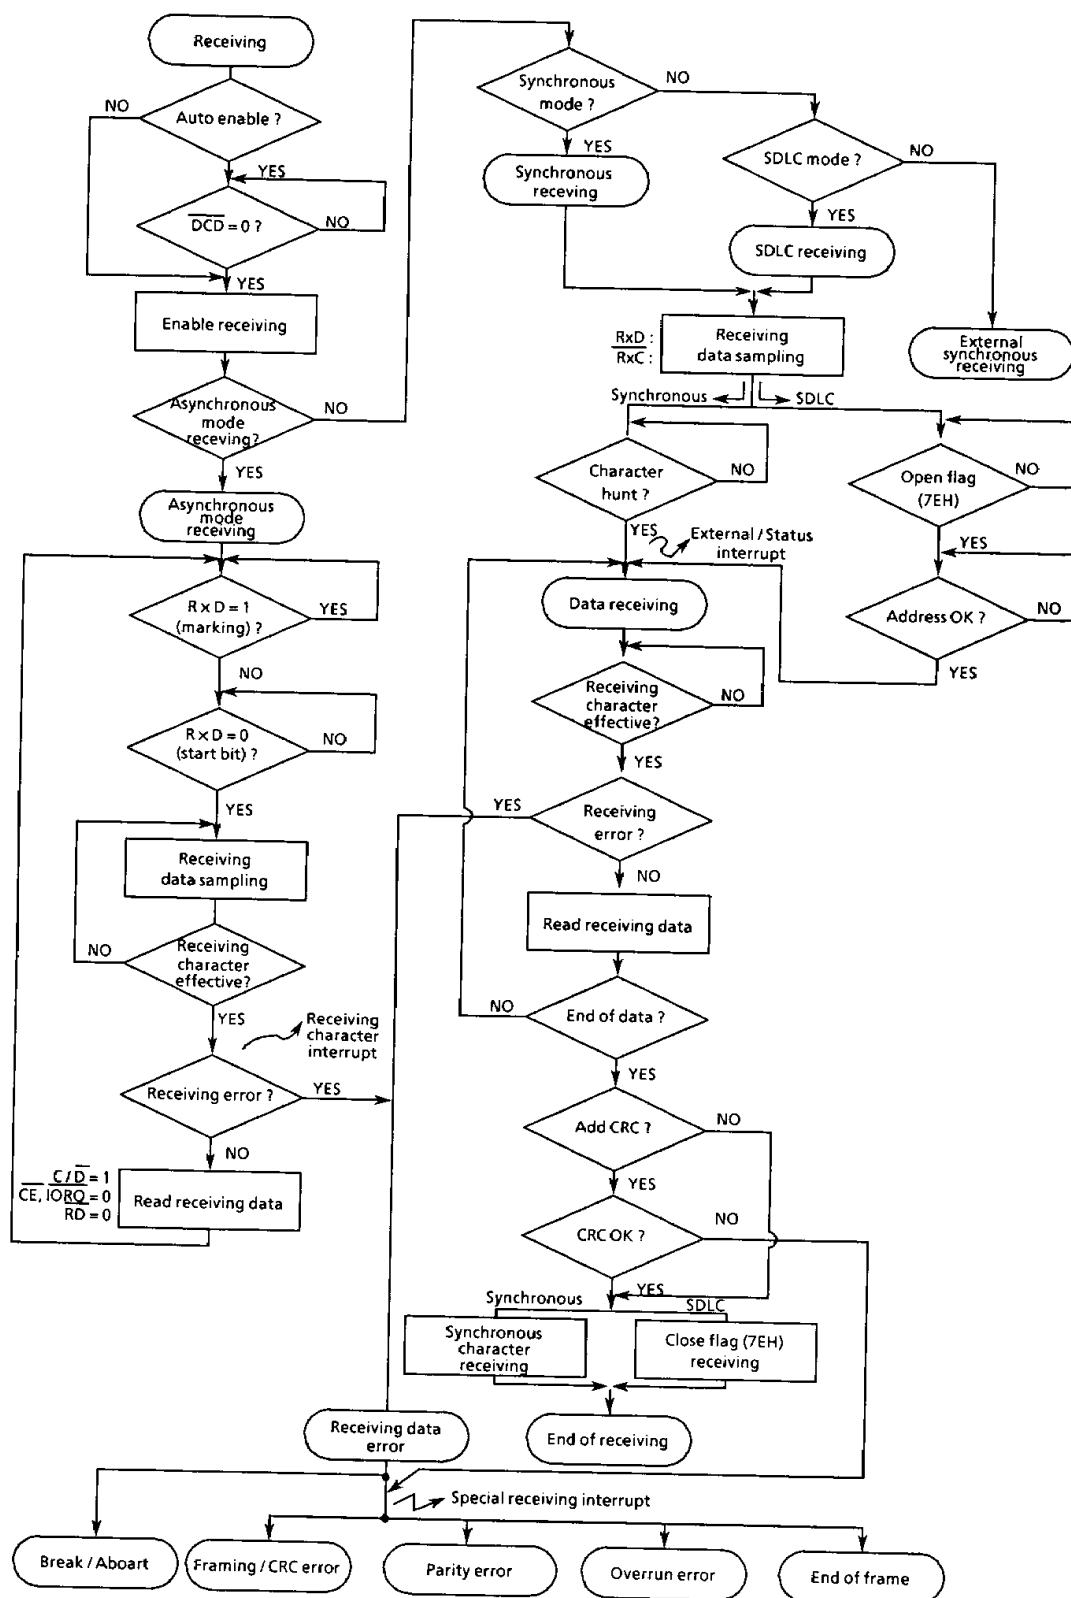 Receiving
NO
Auto enable ?
YES
DCD = 0 ?
NO
YES
Enable receiving
Asynchronous
mode
receving?
NO
YES
Asynchronous
mode
receiving
R × D = 1
(marking) ?
YES
NO
R × D = 0
(start bit) ?
NO
YES
Receiving
data sampling
NO
Receiving
character
effective?
YES
Receiving
character
interrupt
Receiving error ?
YES
NO
C / D = 1
CE, IORQ = 0
RD = 0
Read receiving data
Synchronous
mode ?
NO
YES
Synchronous
receving
SDLC mode ?
NO
YES
SDLC receiving
External
synchronous
receiving
RxD :
RxC :
Receiving
data sampling
Synchronous
SDLC
Character
hunt ?
NO
YES
External / Status
interrupt
Open flag
(7EH)
NO
YES
Address OK ?
NO
YES
Data receiving
Receiving
character
effective?
NO
YES
YES
Receiving
error ?
NO
Read receiving data
NO
End of data ?
YES
Add CRC ?
NO
YES
CRC OK ?
NO
YES
Synchronous
SDLC
Synchronous
character
receiving
Close flag (7EH)
receiving
End of receiving
Receiving data
error
Special receiving interrupt
Break / Aboart
Framing / CRC error
Parity error
Overrun error
End of frame